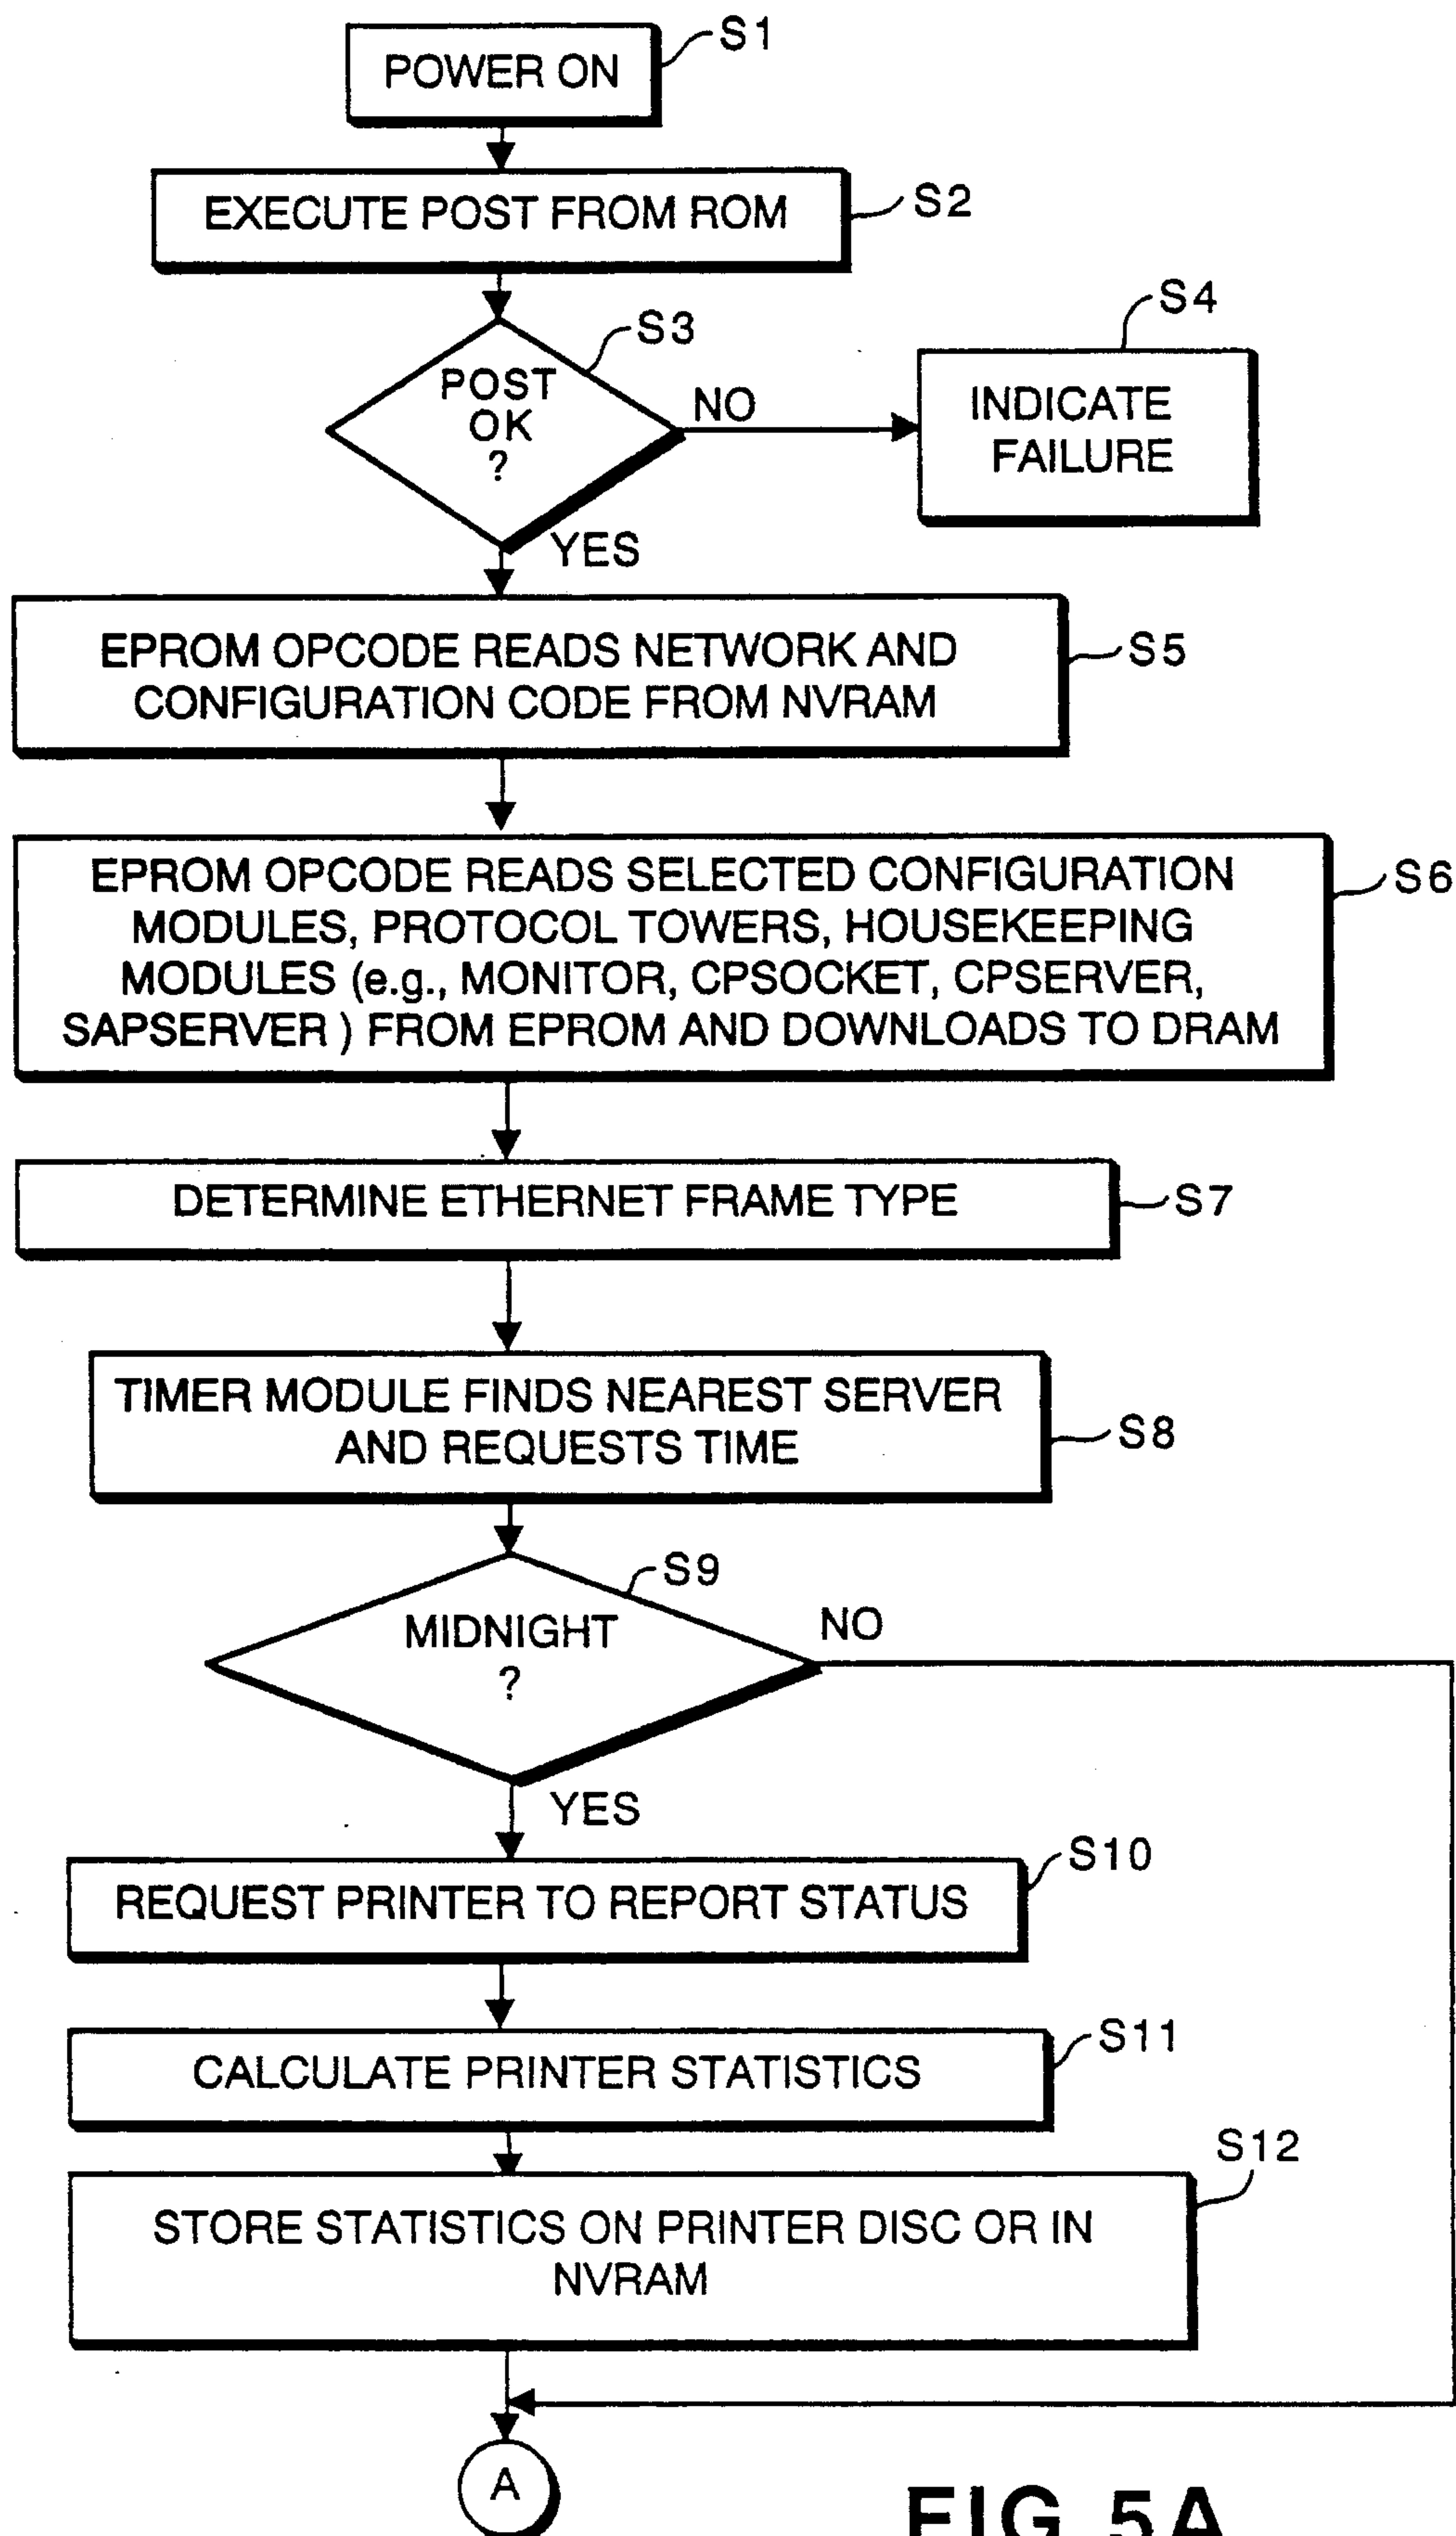 POWER ON
S1
EXECUTE POST FROM ROM
S2
S3
POST
OK
?
NO
S4
INDICATE
FAILURE
YES
EPROM OPCODE READS NETWORK AND
CONFIGURATION CODE FROM NVRAM
S5
EPROM OPCODE READS SELECTED CONFIGURATION
MODULES, PROTOCOL TOWERS, HOUSEKEEPING
MODULES (e.g., MONITOR, CPSOCKET, CPSERVER,
SAPSERVER ) FROM EPROM AND DOWNLOADS TO DRAM
S6
DETERMINE ETHERNET FRAME TYPE
S7
TIMER MODULE FINDS NEAREST SERVER
AND REQUESTS TIME
S8
S9
MIDNIGHT
?
NO
YES
S10
REQUEST PRINTER TO REPORT STATUS
S11
CALCULATE PRINTER STATISTICS
S12
STORE STATISTICS ON PRINTER DISC OR IN
NVRAM
A
FIG. 5A